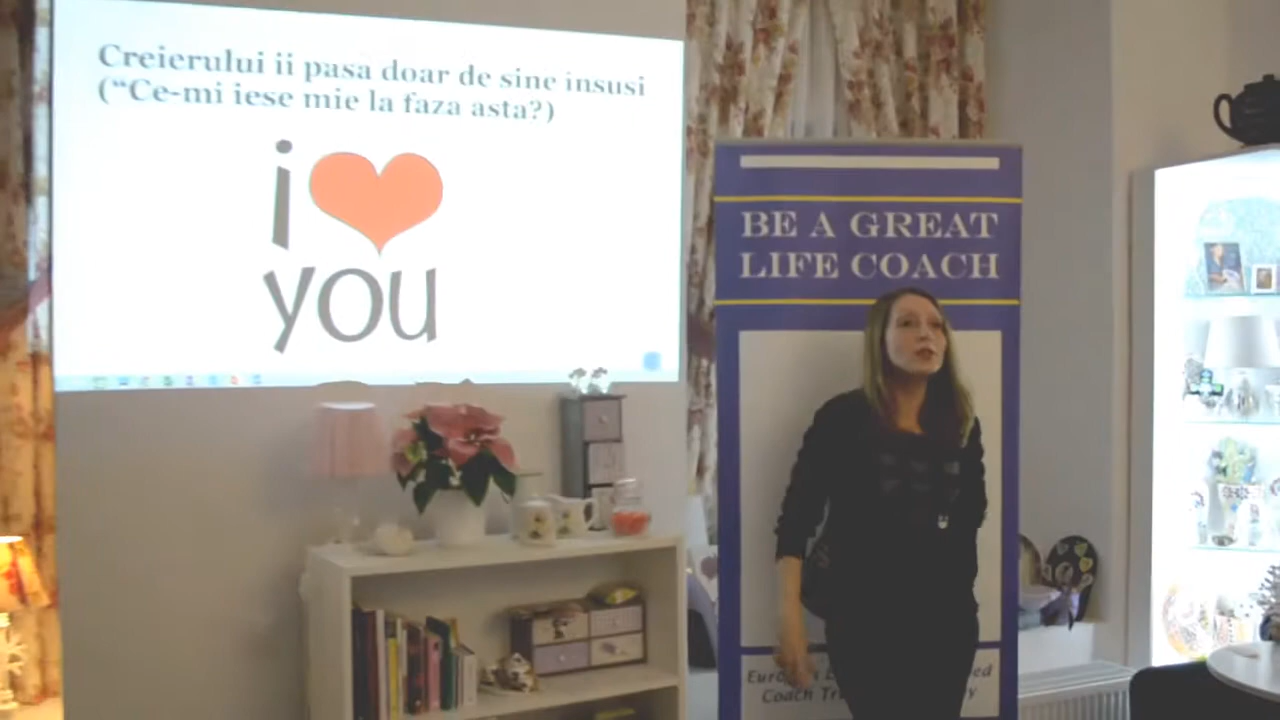 Creierului ii pasa doar de sine insusi
(“Ce-mi iese mie la faza asta?)
i
you
BE A GREAT
LIFE COACH
Coach